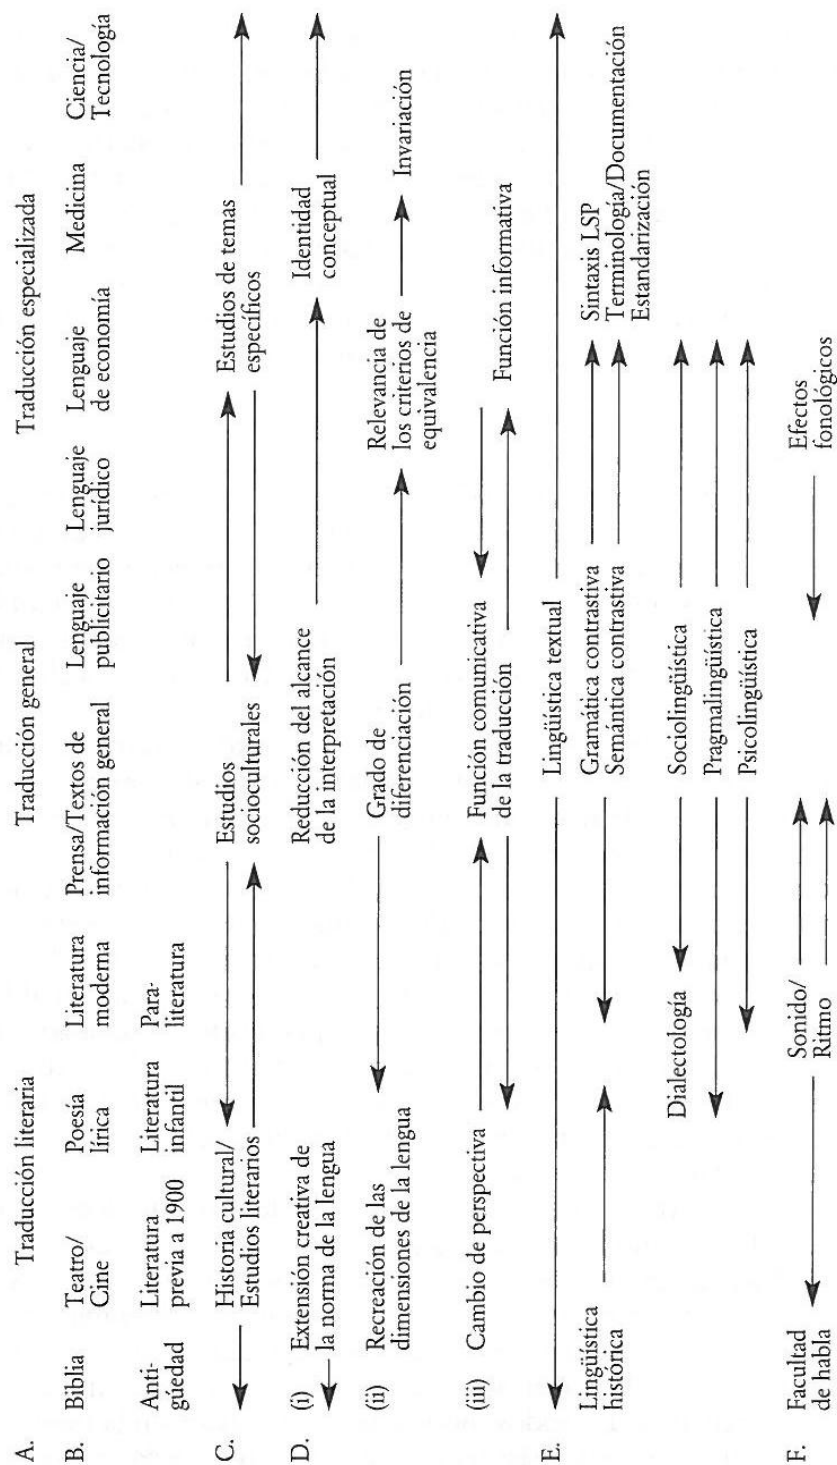 A. Traducción literaria Traducción general Traducción especializada
B. Biblia Teatro/ Poesía Literatura Prensa/Textos de Lenguaje Lenguaje Lenguaje Medicina Ciencia/
Cine lírica moderna información general publicitario jurídico de economía Tecnología
Anti- Literatura Literatura Para-
güedad previa a 1900 infantil literatura
C. Historia cultural/ Estudios Estudios de temas
Estudios literarios socioculturales específicos
D. (i) Extensión creativa de Reducción del alcance Identidad
la norma de la lengua de la interpretación conceptual
(ii) Recreación de las Grado de Relevancia de Invariación
dimensiones de la lengua diferenciación los criterios de
equivalencia
(iii) Cambio de perspectiva Función comunicativa Función informativa
de la traducción
E. Lingüística textual
Lingüística Gramática contrastiva Sintaxis LSP
histórica Semántica contrastiva Terminología/Documentación
Estandarización
Dialectología Sociolingüística
Pragmalingüística
Psicolingüística
F. Facultad Sonido/ Efectos
de habla Ritmo fonológicos